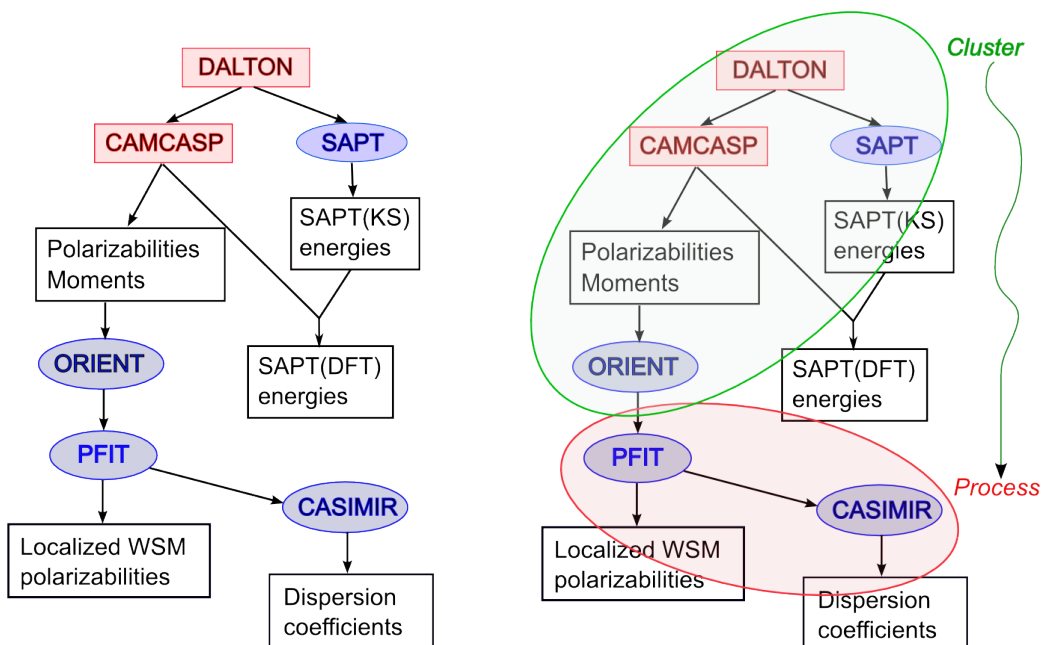 DALTON
CAMCASP
SAPT
SAPT(KS)
energies
Polarizabilities
Moments
ORIENT
SAPT(DFT)
energies
PFIT
CASIMIR
Localized WSM
polarizabilities
Dispersion
coefficients
Cluster
DALTON
CAMCASP
SAPT
SAPT(KS)
energies
Polarizabilities
Moments
ORIENT
SAPT(DFT)
energies
PFIT
Process
CASIMIR
Localized WSM
polarizabilities
Dispersion
coefficients